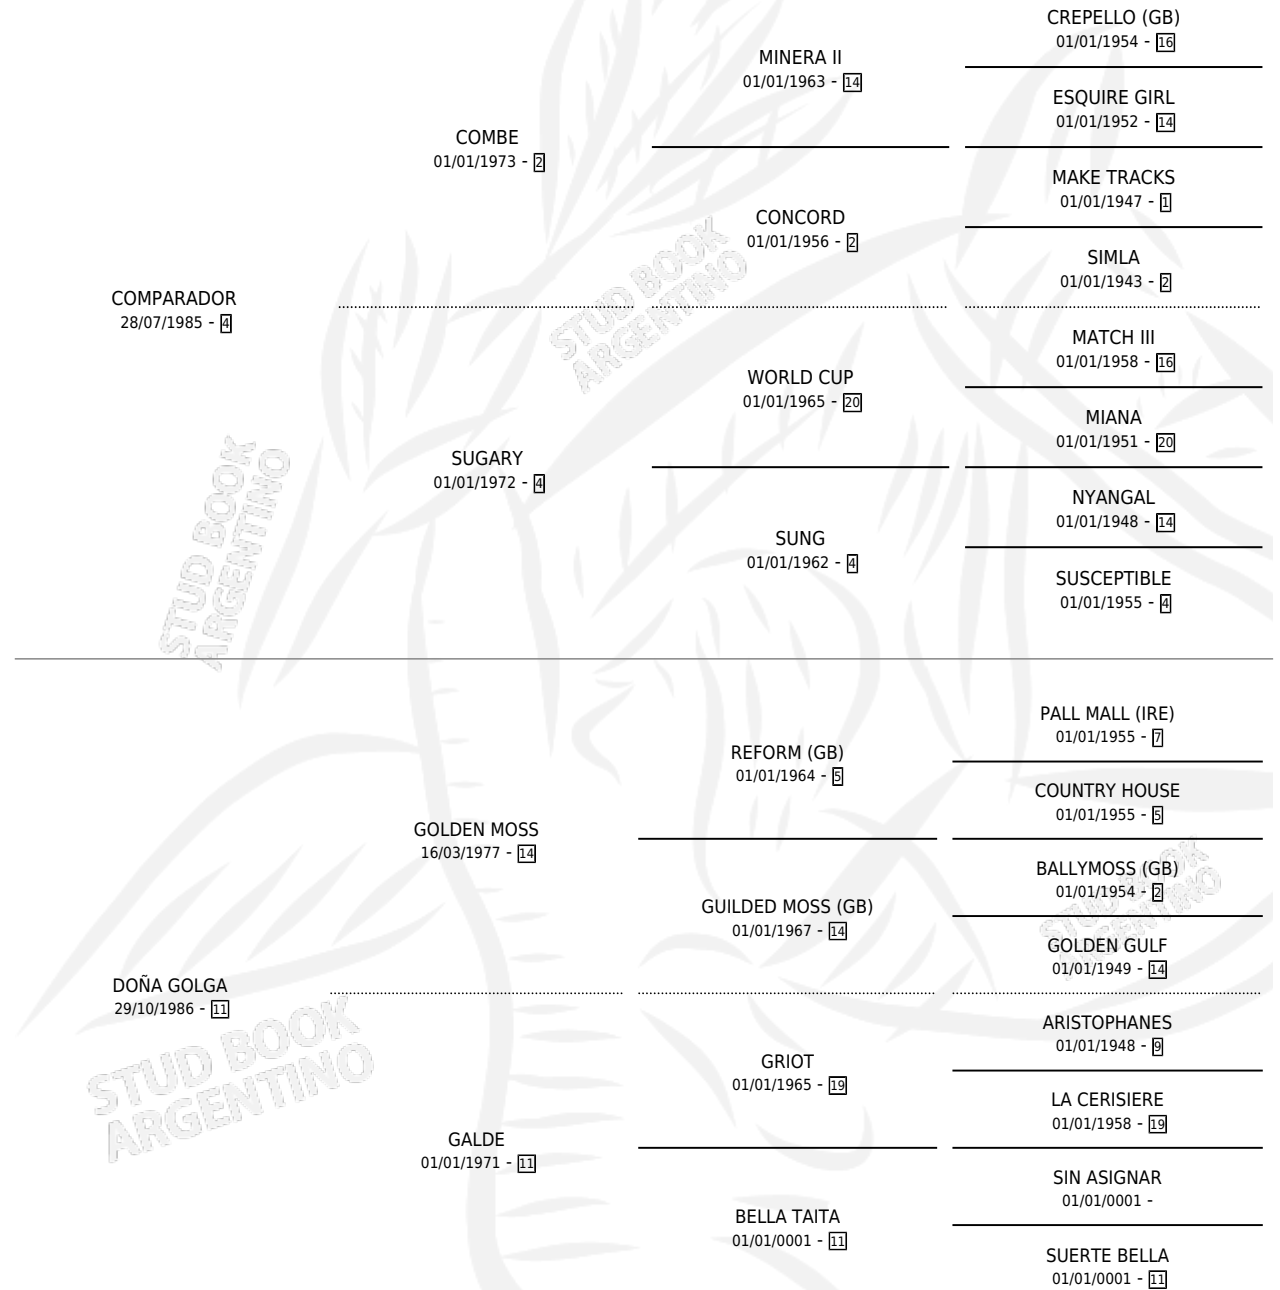 CREPELLO (GB)
01/01/1954 - 16
MINERA II
01/01/1963 - 14
ESQUIRE GIRL
01/01/1952 - 14
COMBE
01/01/1973 - 2
MAKE TRACKS
01/01/1947 - 1
CONCORD
01/01/1956 - 2
SIMLA
01/01/1943 - 2
COMPARADOR
28/07/1985 - 4
MATCH III
01/01/1958 - 16
WORLD CUP
01/01/1965 - 20
MIANA
01/01/1951 - 20
SUGARY
01/01/1972 - 4
NYANGAL
01/01/1948 - 14
SUNG
01/01/1962 - 4
SUSCEPTIBLE
01/01/1955 - 4
PALL MALL (IRE)
01/01/1955 - 7
REFORM (GB)
01/01/1964 - 5
COUNTRY HOUSE
01/01/1955 - 5
GOLDEN MOSS
16/03/1977 - 14
BALLYMOSS (GB)
01/01/1954 - 2
GUILDED MOSS (GB)
01/01/1967 - 14
GOLDEN GULF
01/01/1949 - 14
DOÑA GOLGA
29/10/1986 - 11
ARISTOPHANES
01/01/1948 - 9
GRIOT
01/01/1965 - 19
LA CERISIERE
01/01/1958 - 19
GALDE
01/01/1971 - 11
SIN ASIGNAR
01/01/0001 -
BELLA TAITA
01/01/0001 - 11
SUERTE BELLA
01/01/0001 - 11
STUD BOOK
ARGENTINO
STUD BOOK
ARGENTINO
STUD BOOK
ARGENTINO
STUD BOOK
ARGENTINO